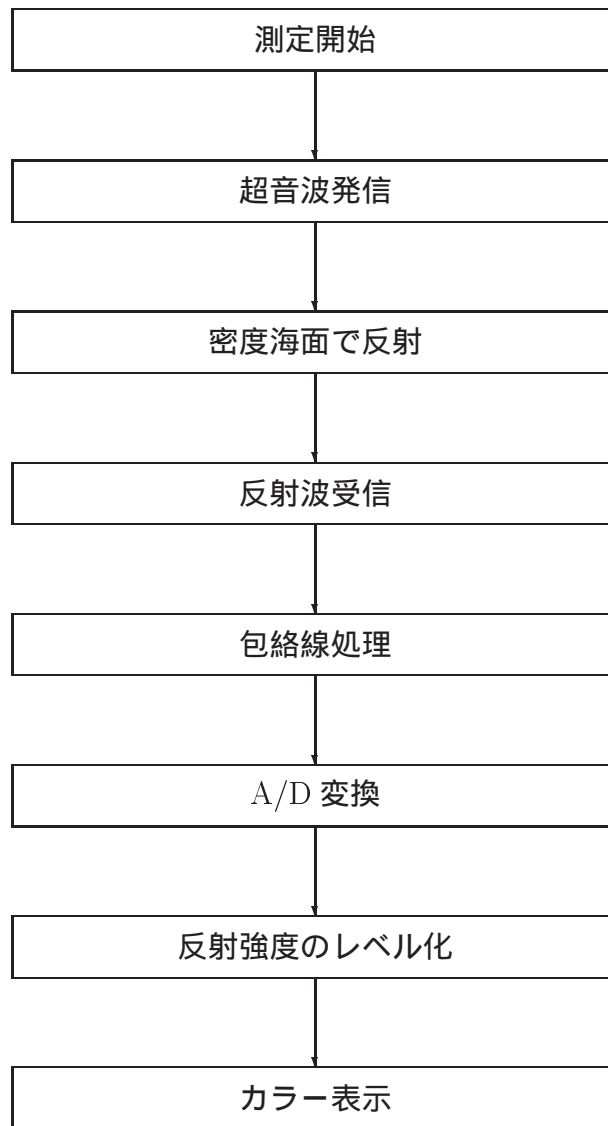 測定開始
超音波発信
密度海面で反射
反射波受信
包絡線処理
A/D 変換
反射強度のレベル化
カラー表示